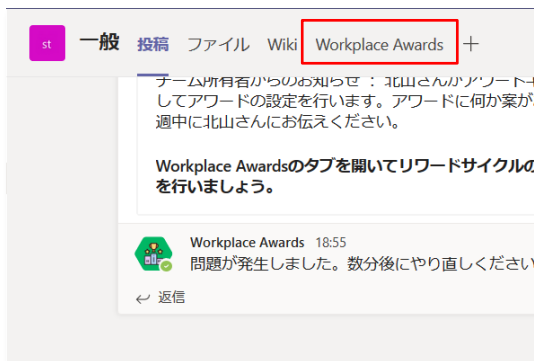 st 一般 投稿 ファイル Wiki Workplace Awards
チーム所有者からのお知らせ ： 北山さんがアワード
してアワードの設定を行います。アワードに何か案が
週中に北山さんにお伝えください。
Workplace Awardsのタブを開いてリワードサイクルの
を行いましょう。
Workplace Awards 18:55
問題が発生しました。数分後にやり直しください
返信